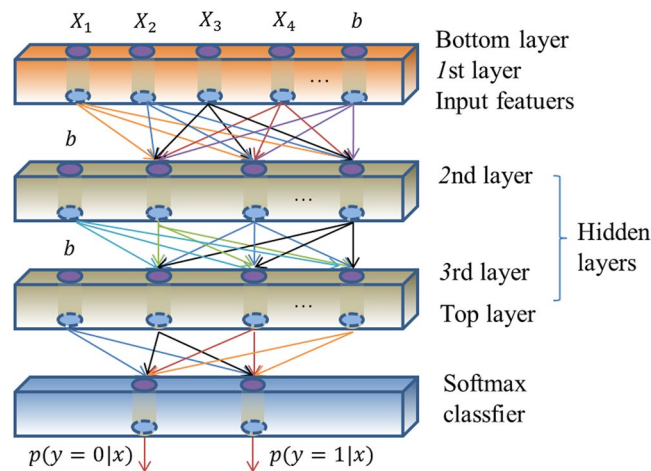 X₁ X₂ X₃ X₄ b
Bottom layer
1st layer
...
Input featuers
b
2nd layer
...
Hidden
layers
b
3rd layer
...
Top layer
Softmax
classfier
p(y = 0|x) p(y = 1|x)